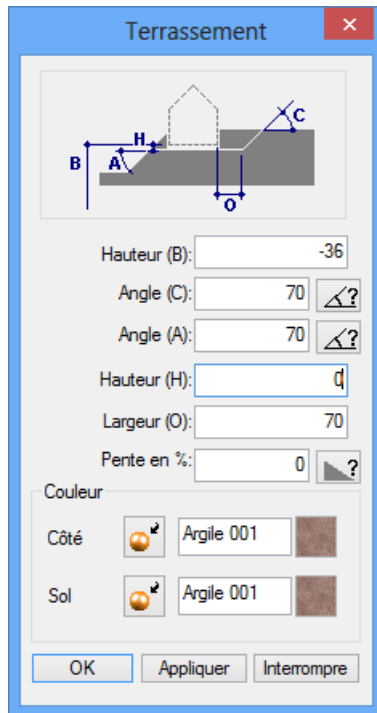 Terrassement
C
H
B
A
O
Hauteur (B): -36
Angle (C): 70 ?
Angle (A): 70 ?
Hauteur (H): 0
Largeur (O): 70
Pente en %: 0 ?
Couleur
Côté Argile 001
Sol Argile 001
OK Appliquer Interrompre